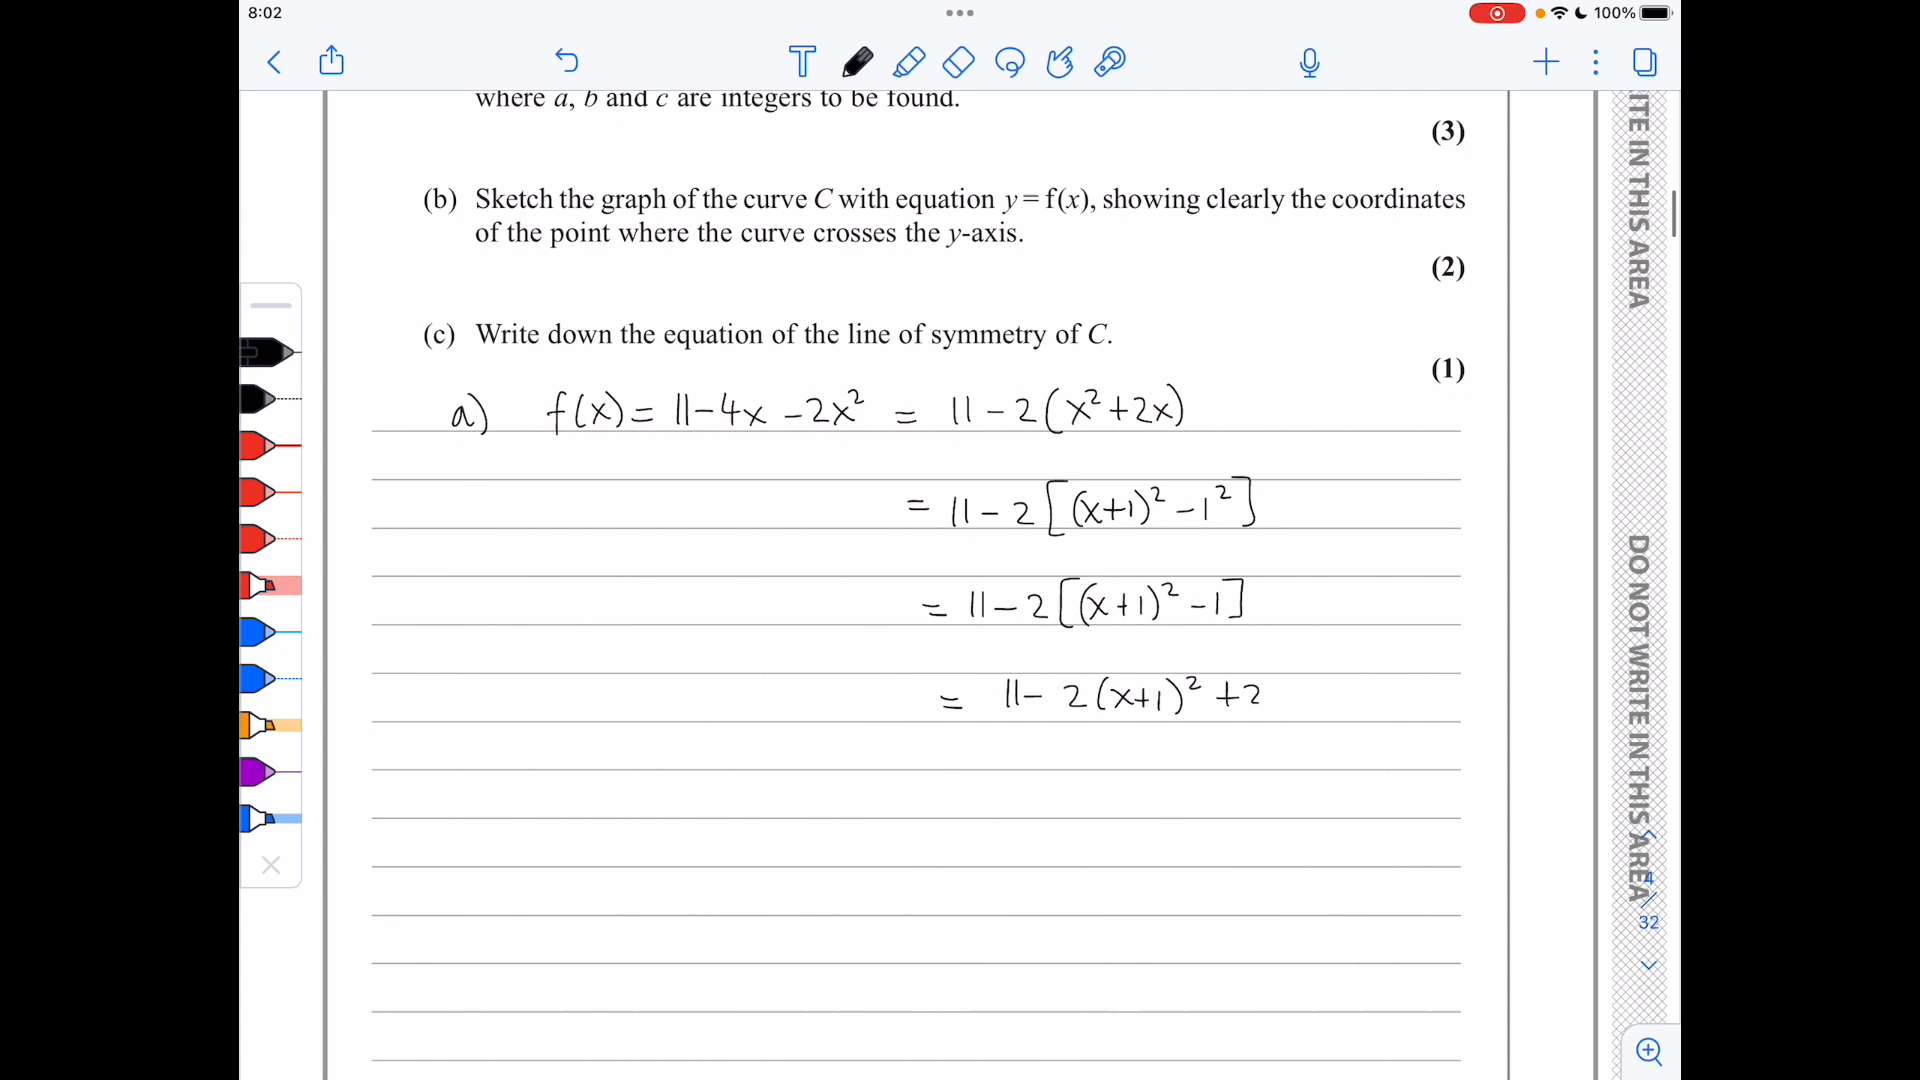 8:02
100%
where a, b and c are integers to be found.
(3)
(b) Sketch the graph of the curve C with equation y = f(x), showing clearly the coordinates
of the point where the curve crosses the y-axis.
(2)
(c) Write down the equation of the line of symmetry of C.
(1)
a) f(x) = 11 - 4x - 2x² = 11 - 2(x² + 2x)
= 11 - 2[(x+1)² - 1²]
= 11 - 2[(x+1)² - 1]
= 11 - 2(x+1)² + 2
ITE IN THIS AREA
DO NOT WRITE IN THIS AREA
4
/
32